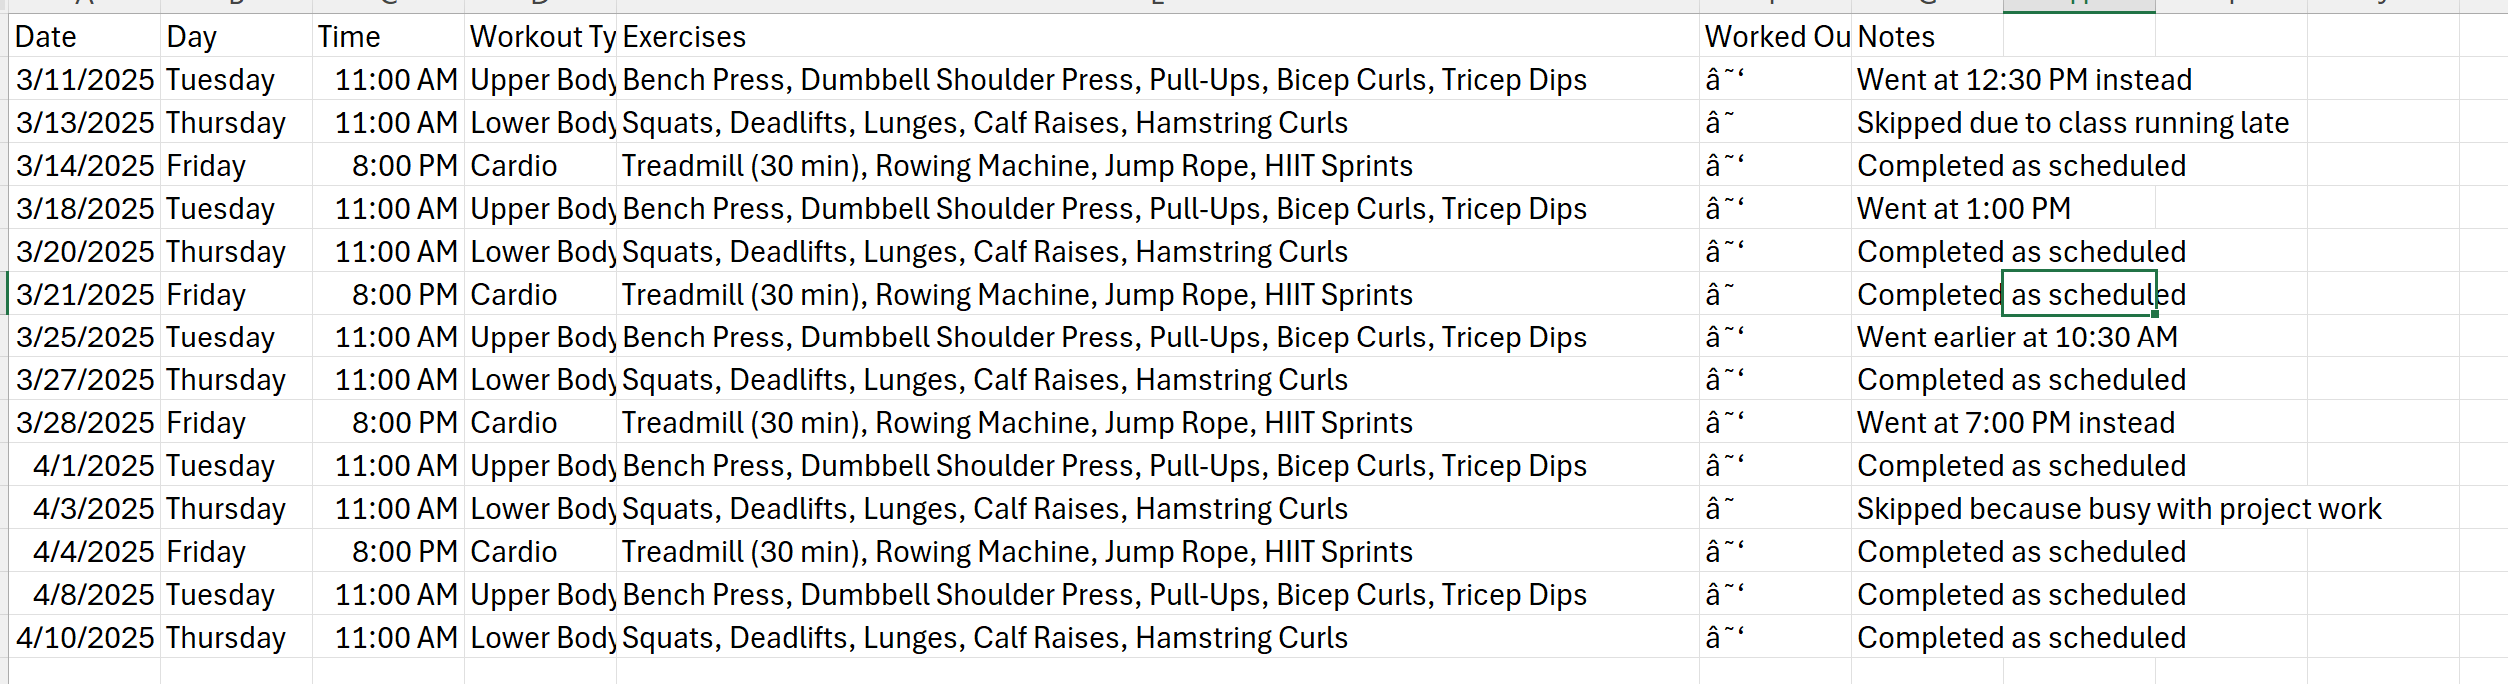 Date Day Time Workout Ty Exercises Worked Ou Notes
3/11/2025 Tuesday 11:00 AM Upper Body Bench Press, Dumbbell Shoulder Press, Pull-Ups, Bicep Curls, Tricep Dips â˜‘ Went at 12:30 PM instead
3/13/2025 Thursday 11:00 AM Lower Body Squats, Deadlifts, Lunges, Calf Raises, Hamstring Curls â˜ Skipped due to class running late
3/14/2025 Friday 8:00 PM Cardio Treadmill (30 min), Rowing Machine, Jump Rope, HIIT Sprints â˜‘ Completed as scheduled
3/18/2025 Tuesday 11:00 AM Upper Body Bench Press, Dumbbell Shoulder Press, Pull-Ups, Bicep Curls, Tricep Dips â˜‘ Went at 1:00 PM
3/20/2025 Thursday 11:00 AM Lower Body Squats, Deadlifts, Lunges, Calf Raises, Hamstring Curls â˜‘ Completed as scheduled
3/21/2025 Friday 8:00 PM Cardio Treadmill (30 min), Rowing Machine, Jump Rope, HIIT Sprints â˜ Completed as scheduled
3/25/2025 Tuesday 11:00 AM Upper Body Bench Press, Dumbbell Shoulder Press, Pull-Ups, Bicep Curls, Tricep Dips â˜‘ Went earlier at 10:30 AM
3/27/2025 Thursday 11:00 AM Lower Body Squats, Deadlifts, Lunges, Calf Raises, Hamstring Curls â˜‘ Completed as scheduled
3/28/2025 Friday 8:00 PM Cardio Treadmill (30 min), Rowing Machine, Jump Rope, HIIT Sprints â˜‘ Went at 7:00 PM instead
4/1/2025 Tuesday 11:00 AM Upper Body Bench Press, Dumbbell Shoulder Press, Pull-Ups, Bicep Curls, Tricep Dips â˜‘ Completed as scheduled
4/3/2025 Thursday 11:00 AM Lower Body Squats, Deadlifts, Lunges, Calf Raises, Hamstring Curls â˜ Skipped because busy with project work
4/4/2025 Friday 8:00 PM Cardio Treadmill (30 min), Rowing Machine, Jump Rope, HIIT Sprints â˜‘ Completed as scheduled
4/8/2025 Tuesday 11:00 AM Upper Body Bench Press, Dumbbell Shoulder Press, Pull-Ups, Bicep Curls, Tricep Dips â˜‘ Completed as scheduled
4/10/2025 Thursday 11:00 AM Lower Body Squats, Deadlifts, Lunges, Calf Raises, Hamstring Curls â˜‘ Completed as scheduled